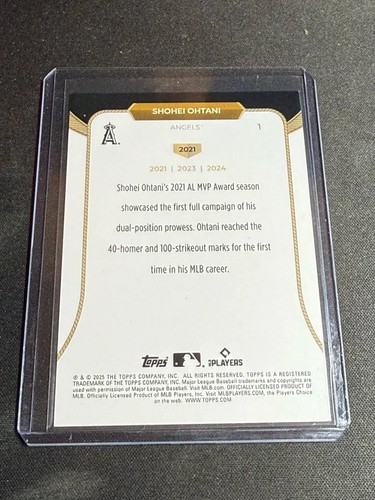 SHOHEI OHTANI
ANGELS®
1
A
2021
2021 | 2023 | 2024
Shohei Ohtani's 2021 AL MVP Award season
showcased the first full campaign of his
dual-position prowess. Ohtani reached the
40-homer and 100-strikeout marks for the first
time in his MLB career.
Topps
PLAYERS
® & © 2025 THE TOPPS COMPANY, INC. ALL RIGHTS RESERVED. TOPPS IS A REGISTERED
TRADEMARK OF THE TOPPS COMPANY, INC. Major League Baseball trademarks and copyrights are
used with permission of Major League Baseball. Visit MLB.com. OFFICIALLY LICENSED PRODUCT OF
MLB. Officially Licensed Product of MLB Players, Inc. Visit MLBPLAYERS.COM, the Players Choice
on the web. WWW.TOPPS.COM